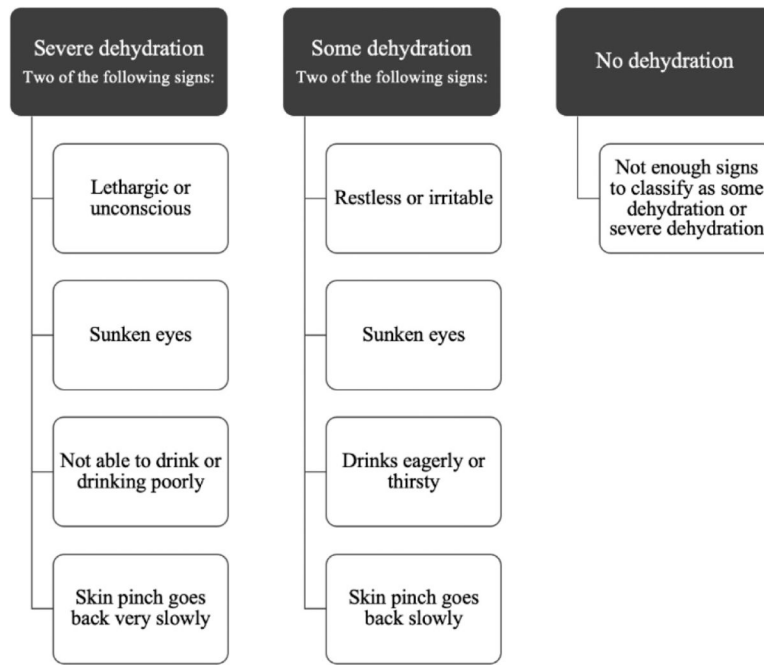 Severe dehydration
Two of the following signs:
Lethargic or
unconscious
Sunken eyes
Not able to drink or
drinking poorly
Skin pinch goes
back very slowly
Some dehydration
Two of the following signs:
Restless or irritable
Sunken eyes
Drinks eagerly or
thirsty
Skin pinch goes
back slowly
No dehydration
Not enough signs
to classify as some
dehydration or
severe dehydration